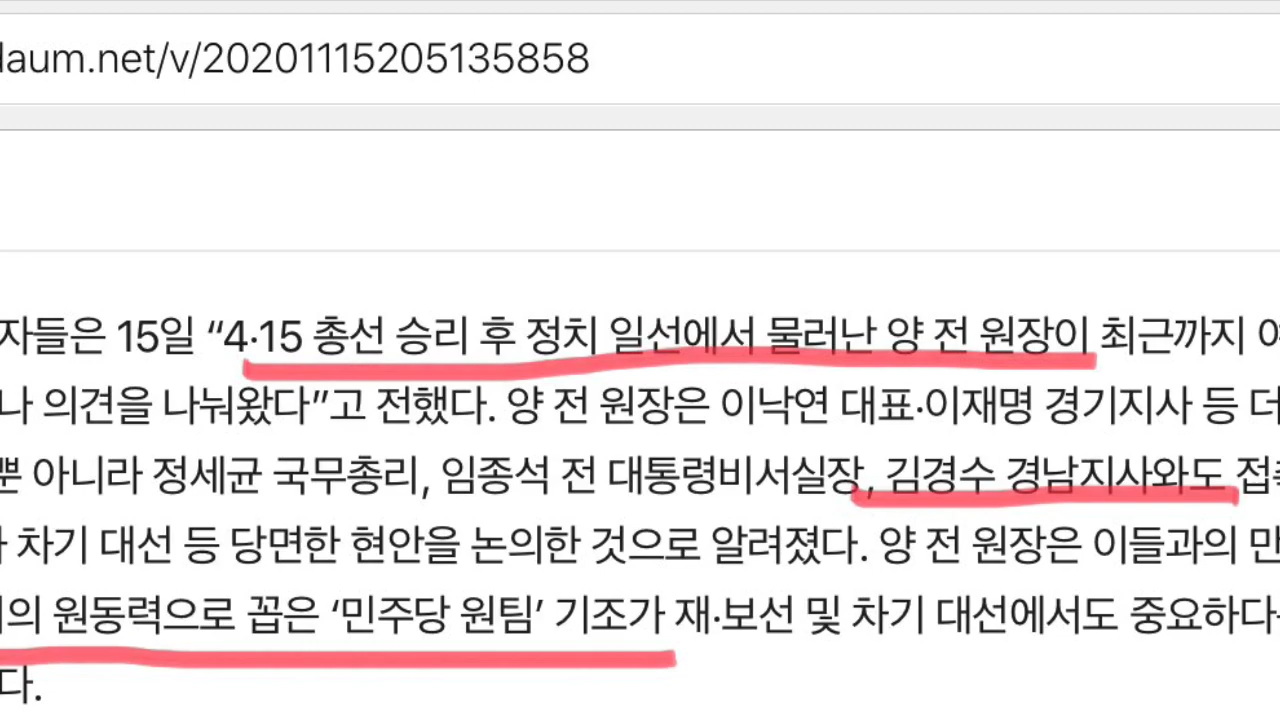 daum.net/v/20201115205135858
자들은 15일 “4·15 총선 승리 후 정치 일선에서 물러난 양 전 원장이 최근까지
나 의견을 나눠왔다”고 전했다. 양 전 원장은 이낙연 대표·이재명 경기지사 등 더
뿐 아니라 정세균 국무총리, 임종석 전 대통령비서실장, 김경수 경남지사와도 접
차기 대선 등 당면한 현안을 논의한 것으로 알려졌다. 양 전 원장은 이들과의 만
의 원동력으로 꼽은 ‘민주당 원팀’ 기조가 재·보선 및 차기 대선에서도 중요하다
다.